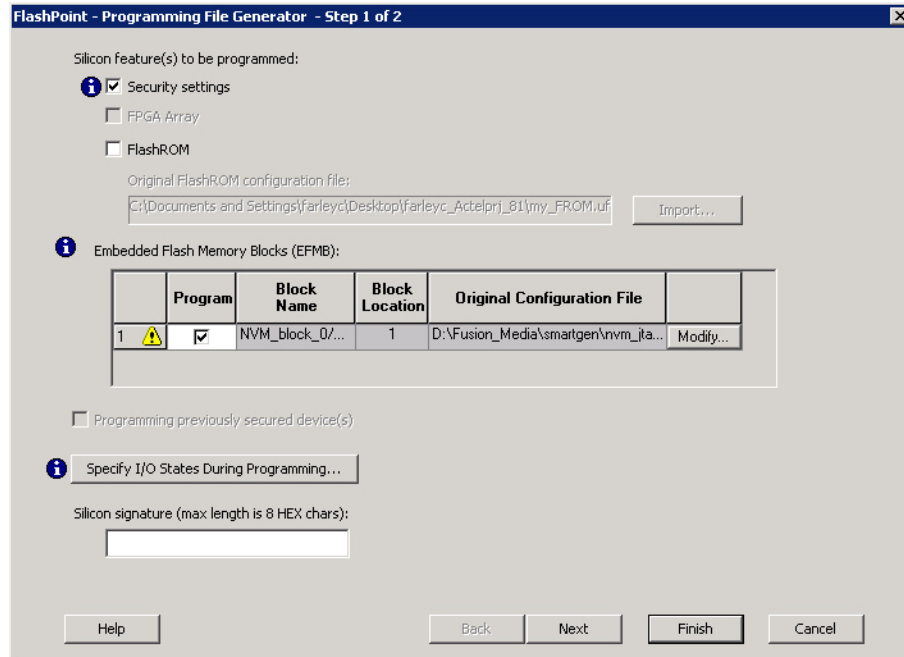 FlashPoint - Programming File Generator - Step 1 of 2
Silicon feature(s) to be programmed:
Security settings
FPGA Array
FlashROM
Original FlashROM configuration file:
C:\Documents and Settings\farleyc\Desktop\farleyc_Actelprj_81\my_FROM.uf
Import...
Embedded Flash Memory Blocks (EFMB):
Program Block Name Block Location Original Configuration File
1 NVM_block_0/... 1 D:\Fusion_Media\smartgen\nvm_jta... Modify...
Programming previously secured device(s)
Specify I/O States During Programming...
Silicon signature (max length is 8 HEX chars):
Help Back Next Finish Cancel